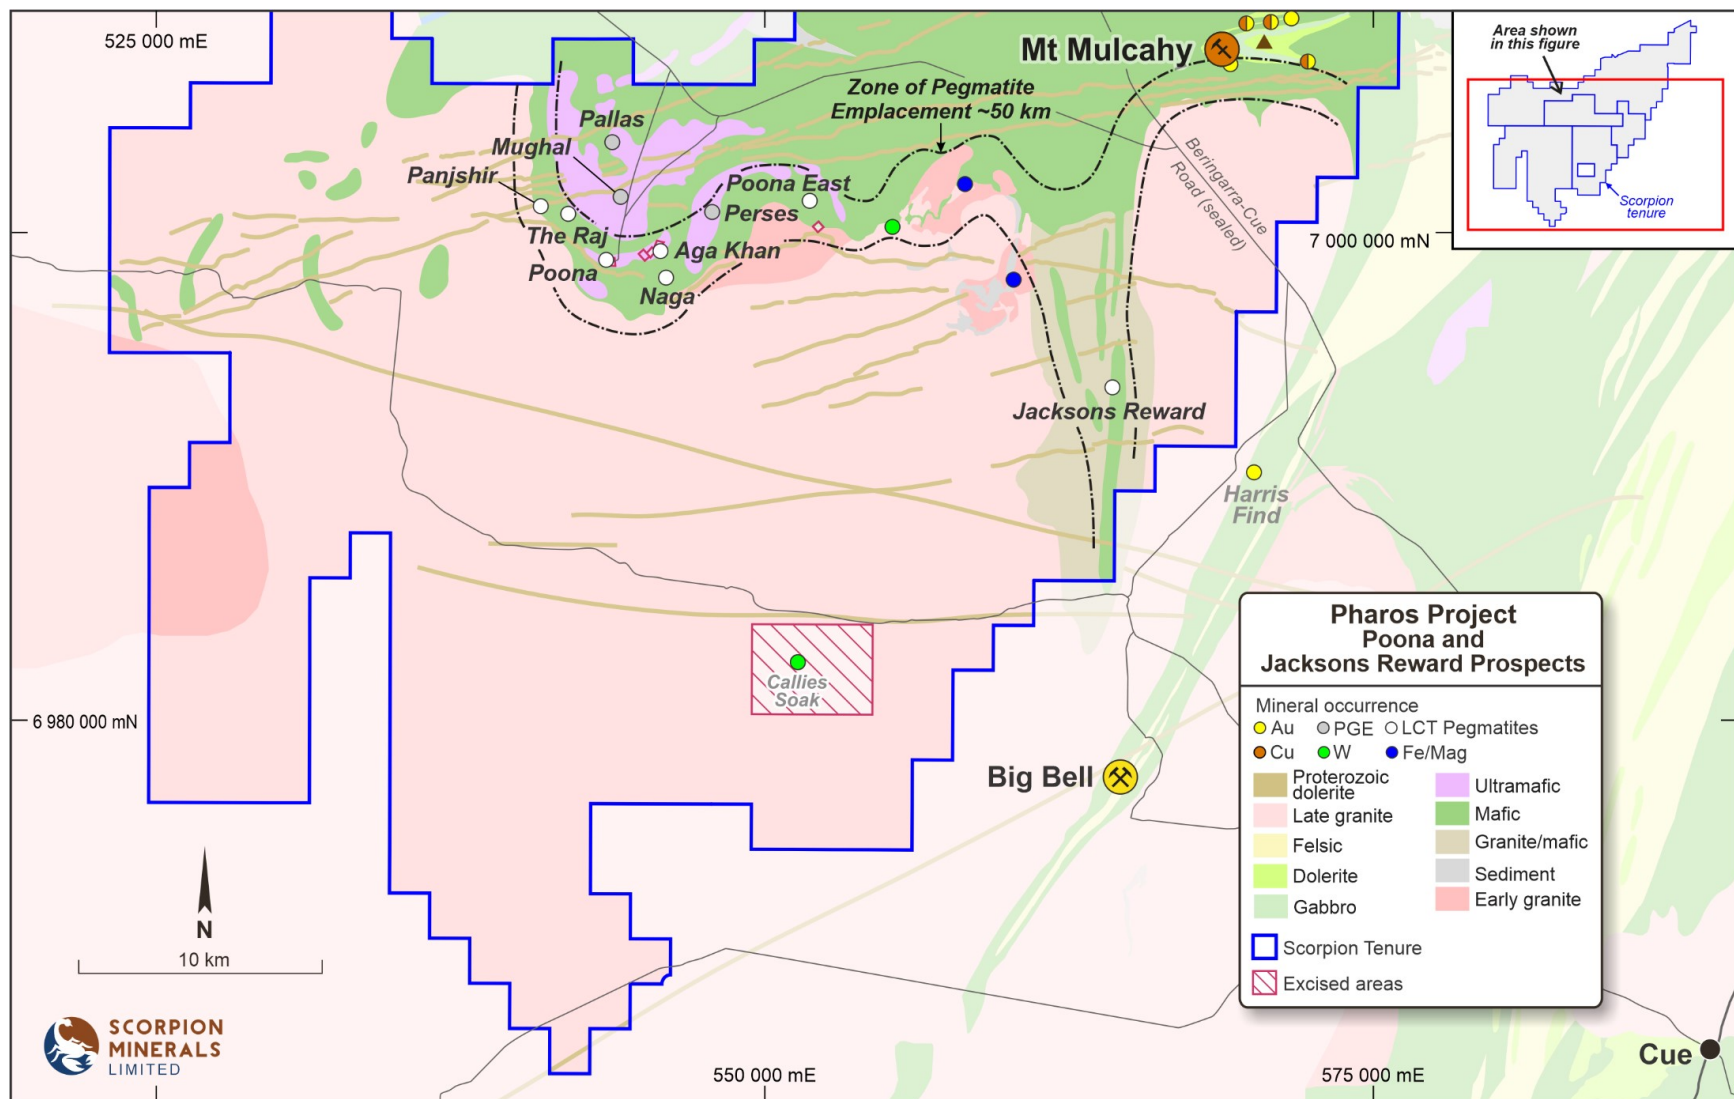 525 000 mE
Mt Mulcahy
Area shown
in this figure
Scorpion
tenure
Zone of Pegmatite
Emplacement ~50 km
Pallas
Mughal
Panjshir
Poona East
Perses
The Raj
Aga Khan
Poona
Naga
Beringarra-Cue
Road (sealed)
7 000 000 mN
Jacksons Reward
Harris
Find
Callies
Soak
6 980 000 mN
Big Bell
N
10 km
SCORPION
MINERALS
LIMITED
550 000 mE
575 000 mE
Cue
Pharos Project
Poona and
Jacksons Reward Prospects
Mineral occurrence
Au PGE LCT Pegmatites
Cu W Fe/Mag
Proterozoic
dolerite
Late granite
Felsic
Dolerite
Gabbro
Ultramafic
Mafic
Granite/mafic
Sediment
Early granite
Scorpion Tenure
Excised areas